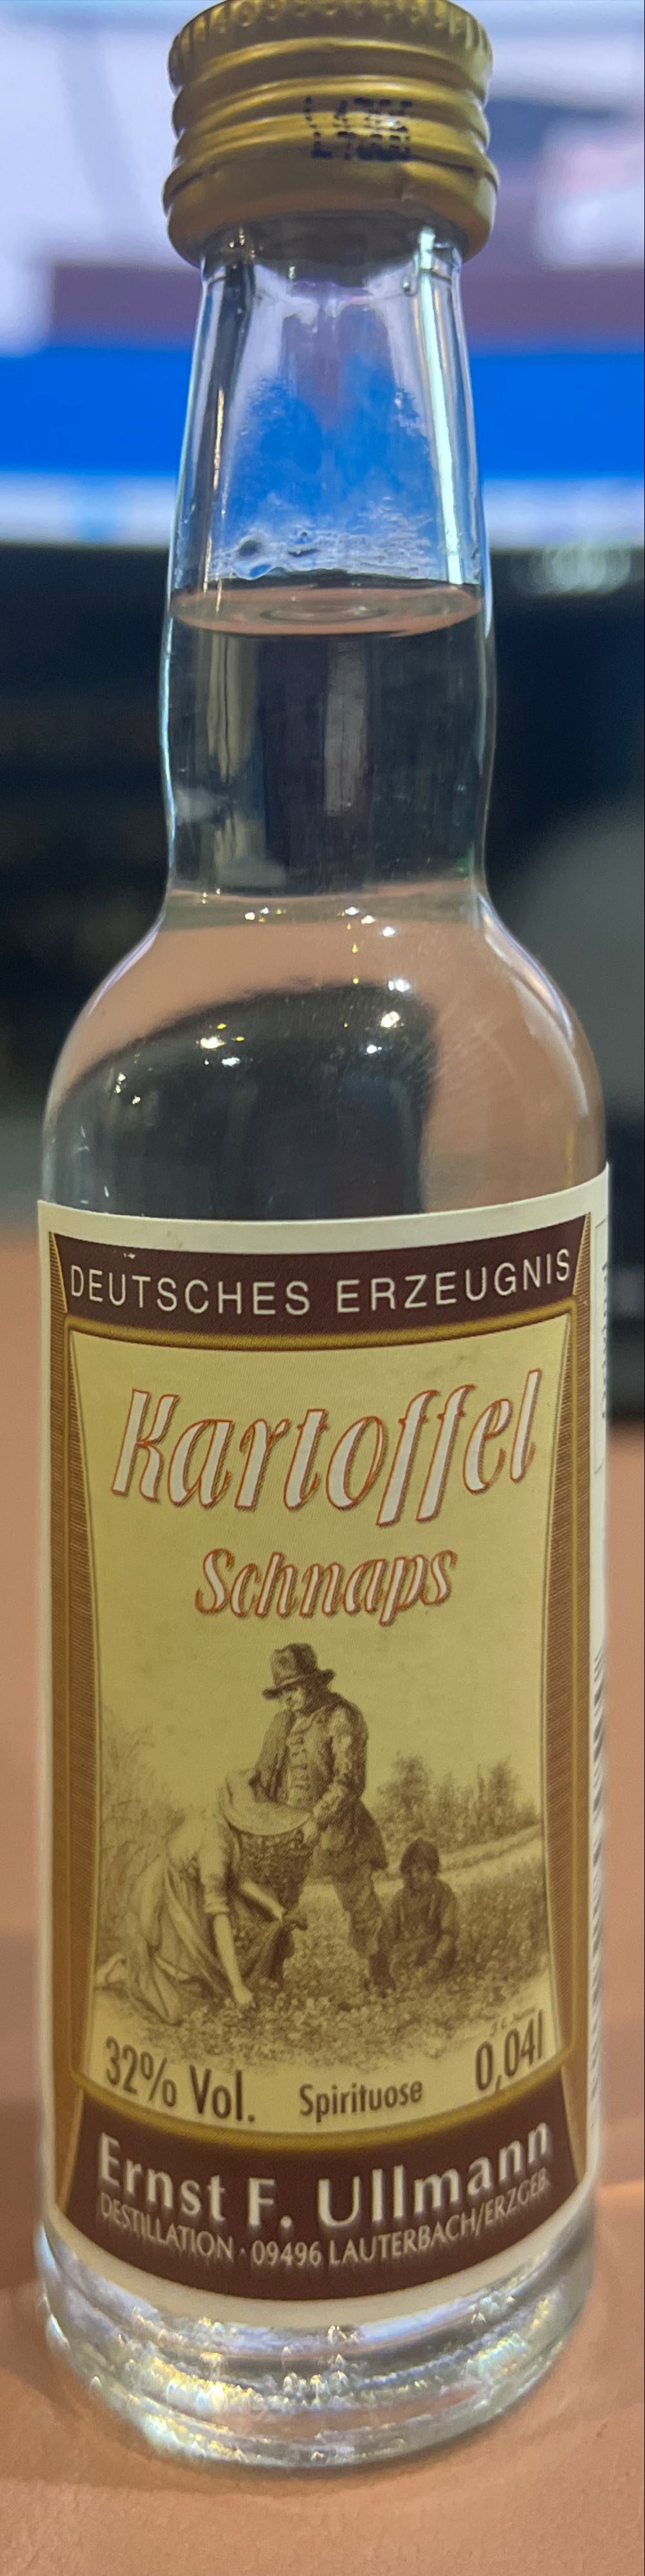 DEUTSCHES ERZEUGNIS
Kartoffel
Schnaps
32% Vol. Spirituose 0,04l
Ernst F. Ullmann
DESTILLATION · 09496 LAUTERBACH/ERZGEB.